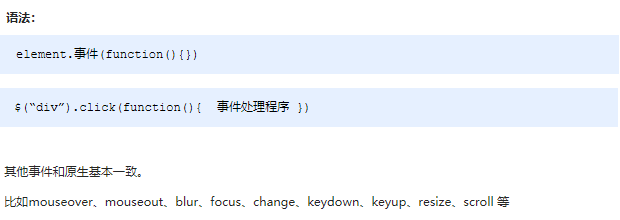 语法：
element.事件(function(){})
$(“div”).click(function(){  事件处理程序 })
其他事件和原生基本一致。
比如mouseover、mouseout、blur、focus、change、keydown、keyup、resize、scroll 等